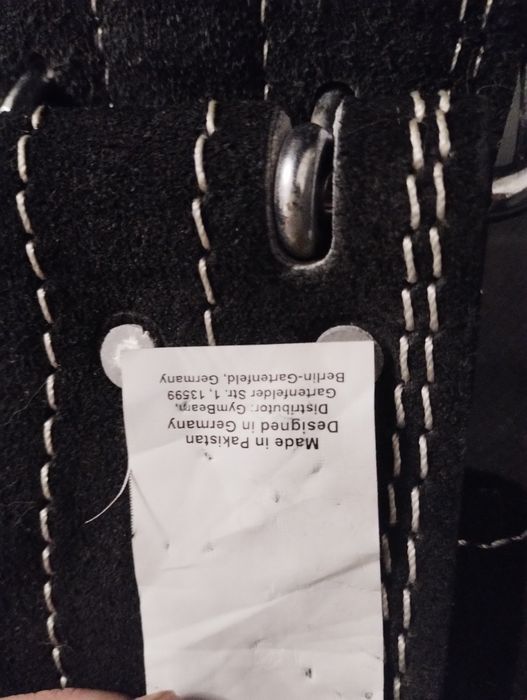 Made in Pakistan
Designed in Germany
Distributor: GymBeam,
Gartenfelder Str. 1, 13599
Berlin-Gartenfeld, Germany